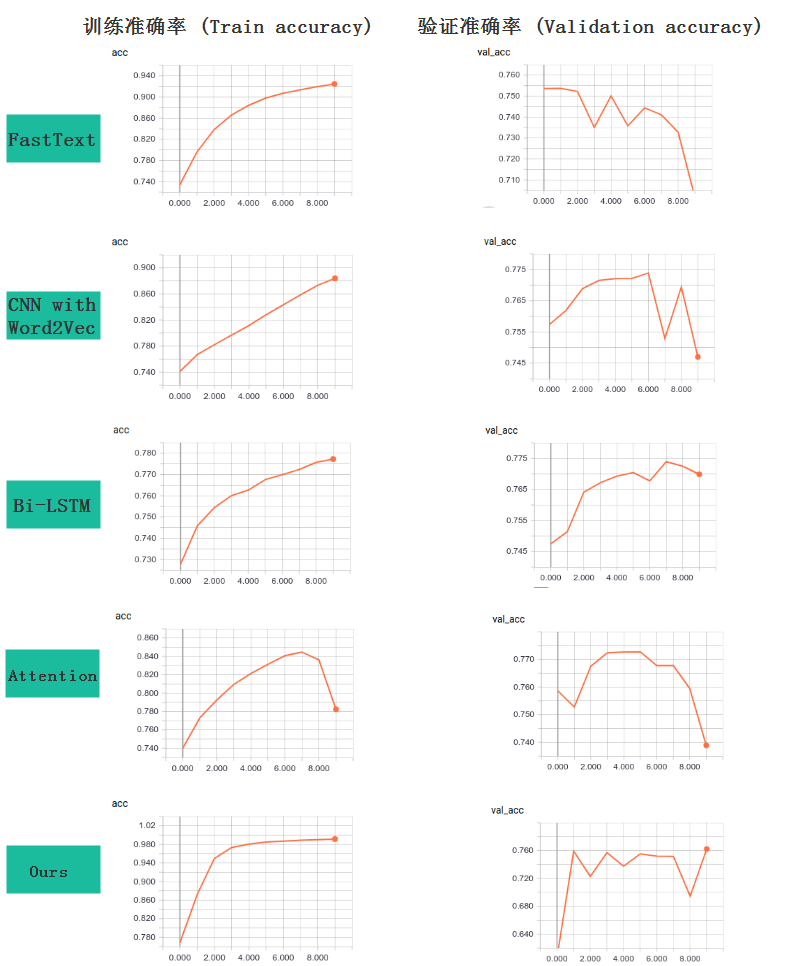 训练准确率 (Train accuracy)
验证准确率 (Validation accuracy)
FastText
acc
0.940
0.900
0.860
0.820
0.780
0.740
0.000 2.000 4.000 6.000 8.000
val_acc
0.760
0.750
0.740
0.730
0.720
0.710
0.000 2.000 4.000 6.000 8.000
CNN with
Word2Vec
acc
0.900
0.860
0.820
0.780
0.740
0.000 2.000 4.000 6.000 8.000
val_acc
0.775
0.765
0.755
0.745
0.000 2.000 4.000 6.000 8.000
Bi-LSTM
acc
0.780
0.770
0.760
0.750
0.740
0.730
0.000 2.000 4.000 6.000 8.000
val_acc
0.775
0.765
0.755
0.745
0.000 2.000 4.000 6.000 8.000
Attention
acc
0.860
0.840
0.820
0.800
0.780
0.760
0.740
0.000 2.000 4.000 6.000 8.000
val_acc
0.770
0.760
0.750
0.740
0.000 2.000 4.000 6.000 8.000
Ours
acc
1.02
0.980
0.940
0.900
0.860
0.820
0.780
0.000 2.000 4.000 6.000 8.000
val_acc
0.760
0.720
0.680
0.640
0.000 2.000 4.000 6.000 8.000